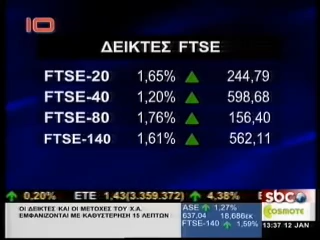 10
ΔΕΙΚΤΕΣ FTSE
FTSE-20 1,65% ▲ 244,79
FTSE-40 1,20% ▲ 598,68
FTSE-80 1,76% ▲ 156,40
FTSE-140 1,61% ▲ 562,11
0,20% ETE 1,43(3.359.372) 4,38% sbc
ΟΙ ΔΕΙΚΤΕΣ ΚΑΙ ΟΙ ΜΕΤΟΧΕΣ ΤΟΥ Χ.Α. ΕΜΦΑΝΙΖΟΝΤΑΙ ΜΕ ΚΑΘΥΣΤΕΡΗΣΗ 15 ΛΕΠΤΩΝ
ASE 1,27%
637,04 18,686εκ
FTSE-140 1,59%
COSMOTE
13:37 12 JAN